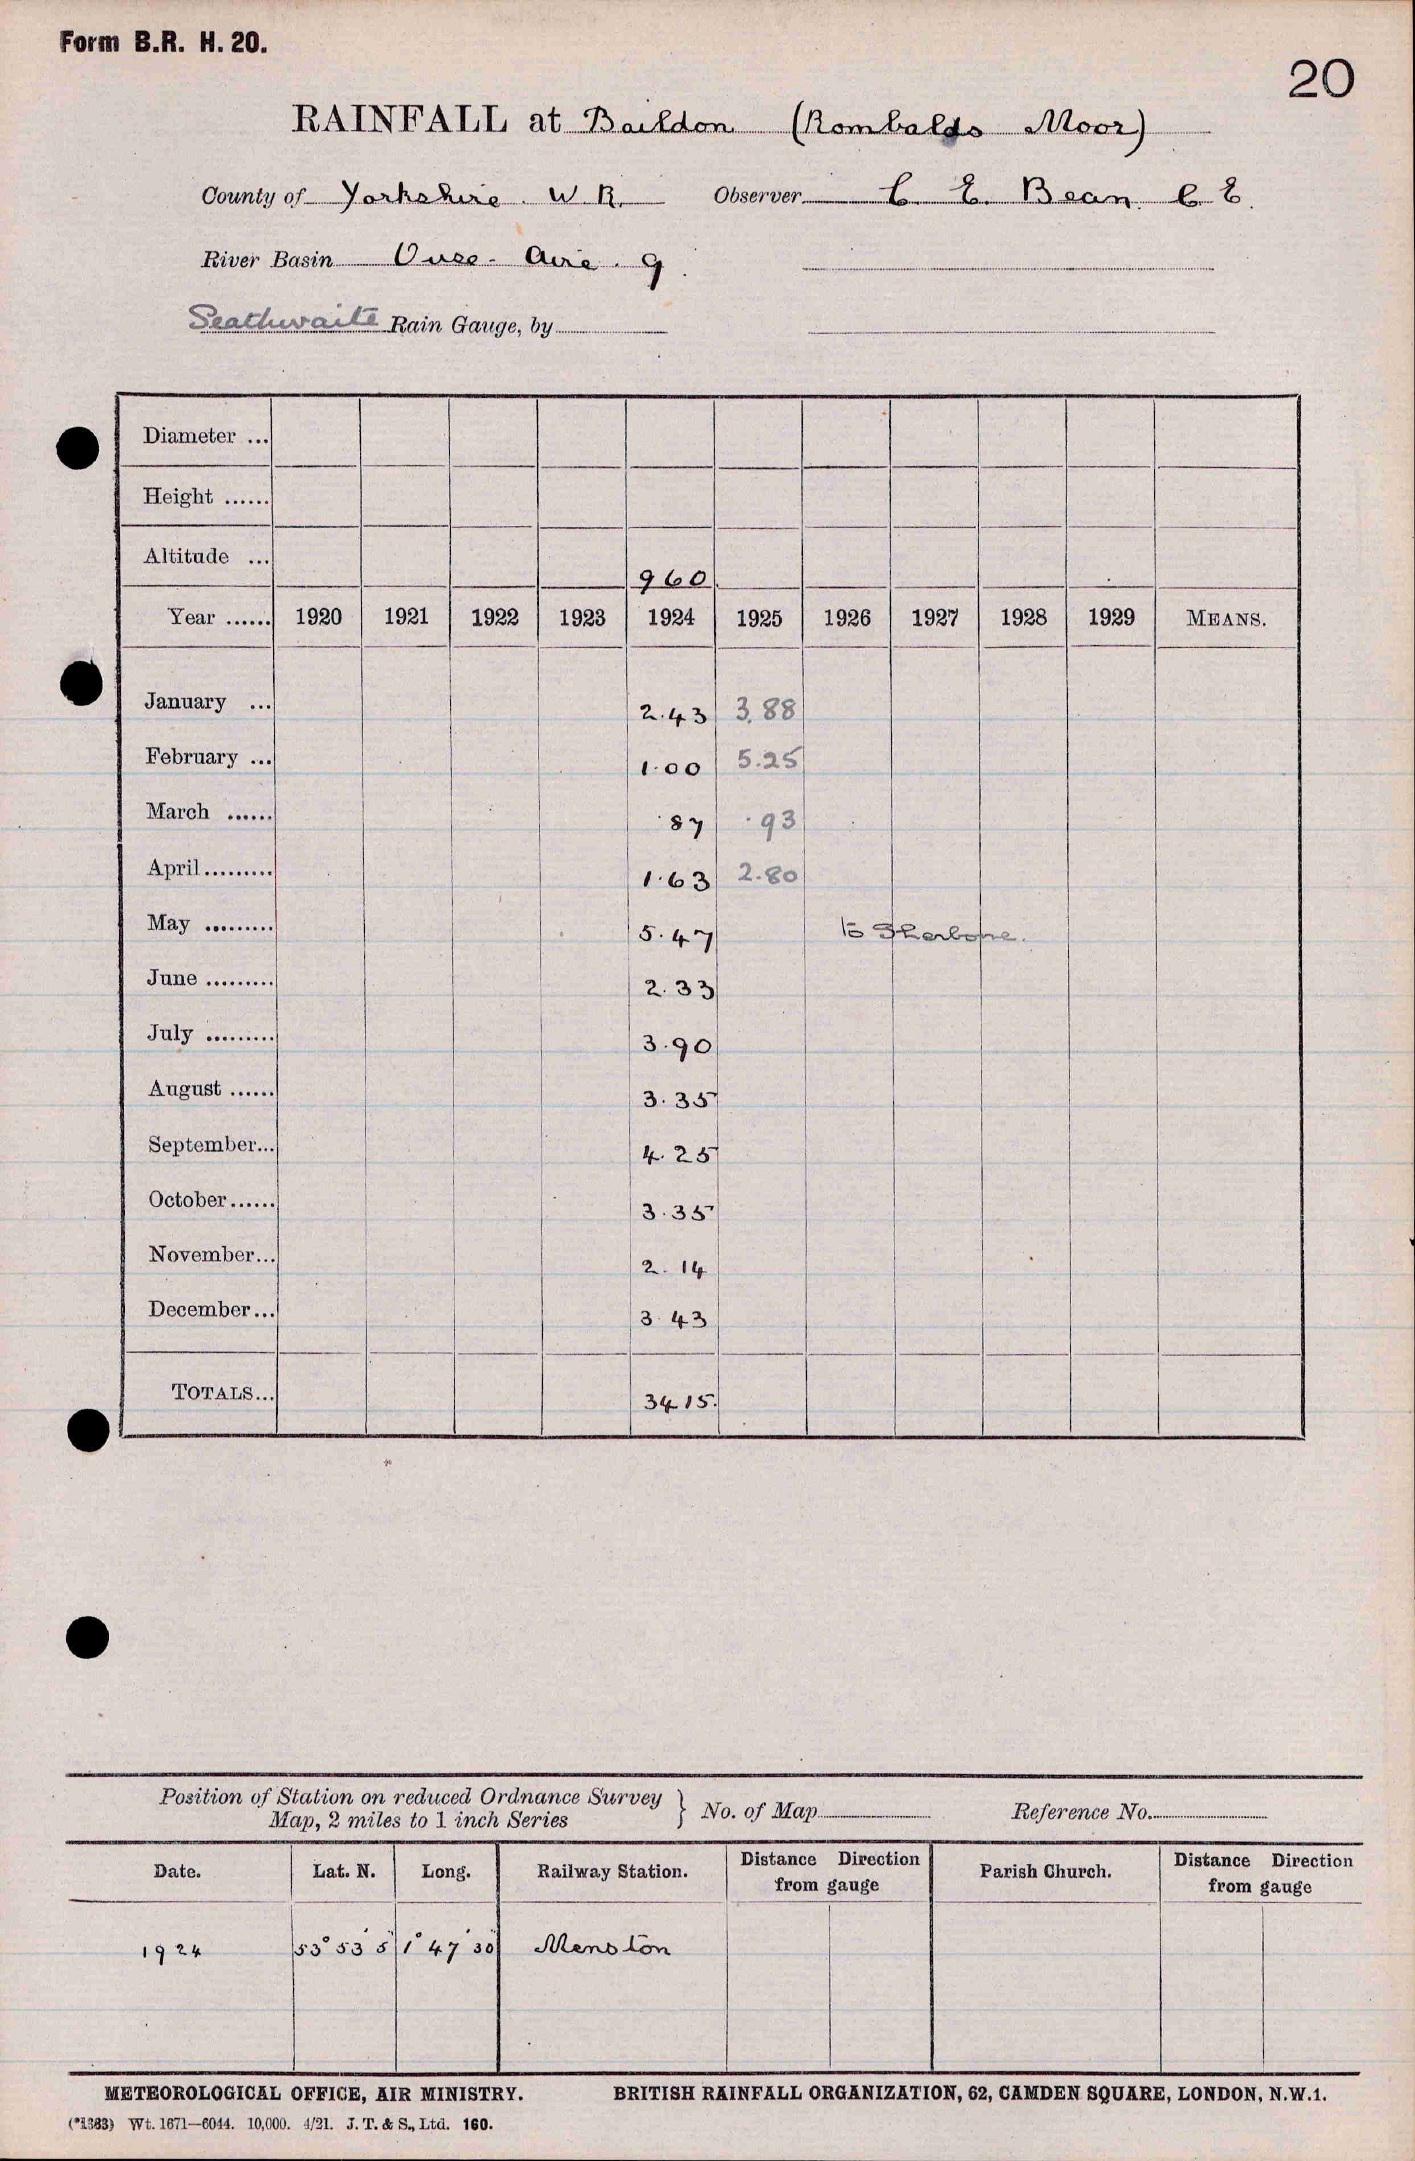 Form B.R. H. 20.
20
RAINFALL at Baildon (Rombalds Moor)
County of Yorkshire. W. R. Observer C. E. Bean. C. E.
River Basin Ouse - Aire. 9.
Seathwaite Rain Gauge, by
Diameter ...
Height ......
Altitude ... 960
Year ...... 1920 1921 1922 1923 1924 1925 1926 1927 1928 1929 MEANS.
January ... 2.43 3.88
February ... 1.00 5.25
March ...... .87 .93
April ......... 1.63 2.80
May ......... 5.47 to Sherborne.
June ......... 2.33
July ......... 3.90
August ...... 3.35
September... 4.25
October ...... 3.35
November... 2.14
December... 3 43
TOTALS... 34 15.
Position of Station on reduced Ordnance Survey
Map, 2 miles to 1 inch Series } No. of Map Reference No.
Date. Lat. N. Long. Railway Station. Distance Direction from gauge Parish Church. Distance Direction from gauge
1924 53° 53' 5" 1° 47' 30" Menston
METEOROLOGICAL OFFICE, AIR MINISTRY. BRITISH RAINFALL ORGANIZATION, 62, CAMDEN SQUARE, LONDON, N.W.1.
(*1383) Wt. 1671—6044. 10,000. 4/21. J. T. & S., Ltd. 160.